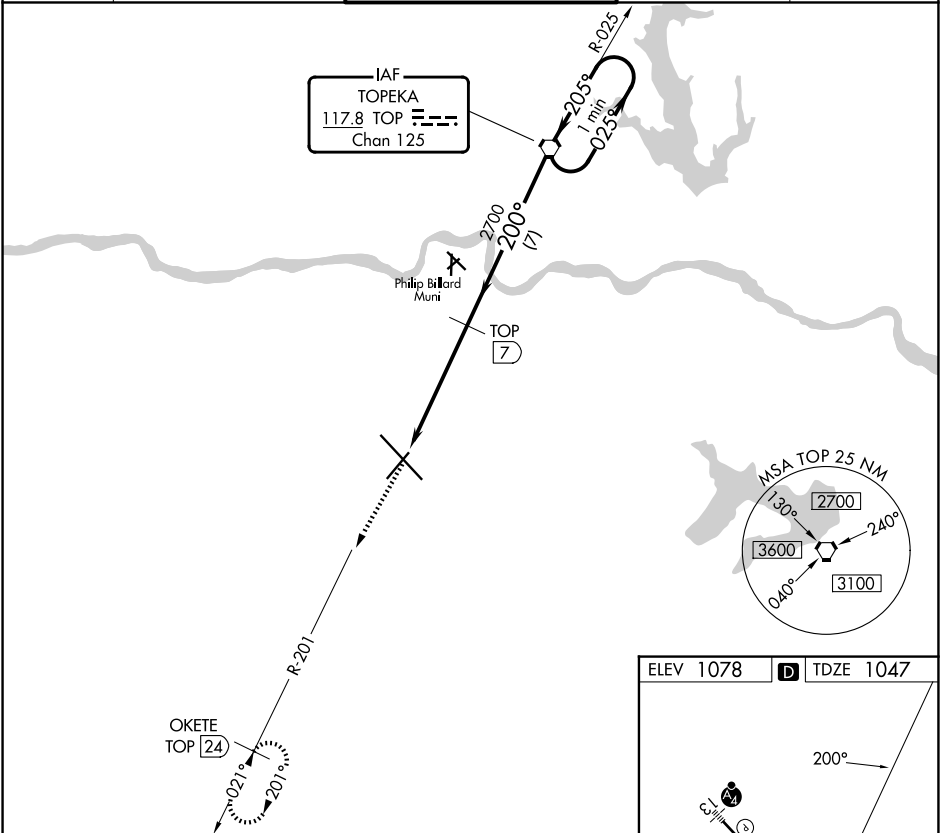 R-025
IAF
TOPEKA
117.8 TOP
Chan 125
205°
1 min
025°
2700
200°
(7)
Philip Billard
Muni
TOP
7
MSA TOP 25 NM
130°
2700
240°
3600
040°
3100
R-201
OKETE
TOP 24
021°
201°
ELEV 1078 D TDZE 1047
200°
A4
13
P